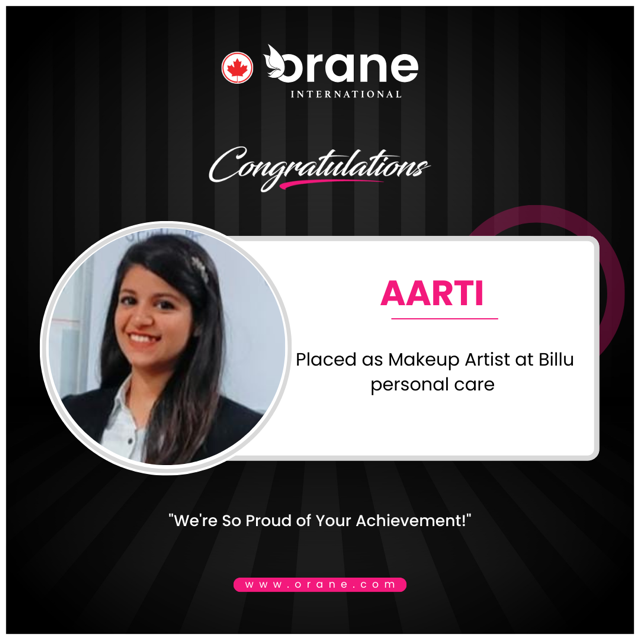 orane
INTERNATIONAL
Congratulations
AARTI
Placed as Makeup Artist at Billu
personal care
"We're So Proud of Your Achievement!"
www.orane.com